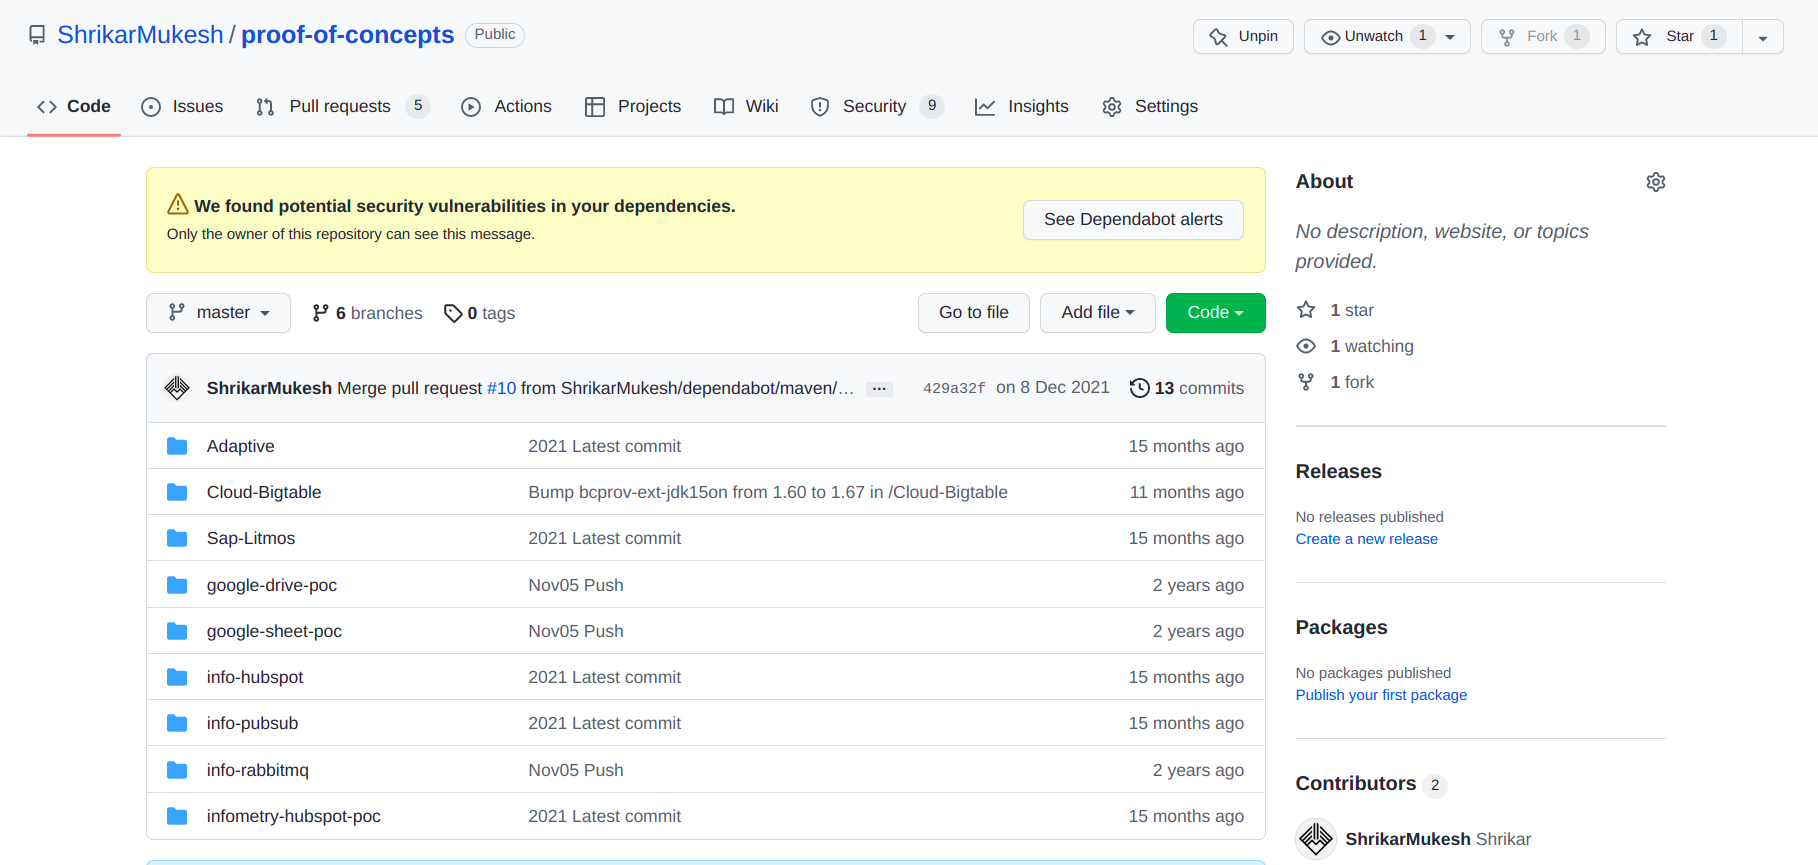 ShrikarMukesh / proof-of-concepts Public
Unpin Unwatch 1 Fork 1 Star 1
Code Issues Pull requests 5 Actions Projects Wiki Security 9 Insights Settings
We found potential security vulnerabilities in your dependencies.
Only the owner of this repository can see this message.
See Dependabot alerts
master 6 branches 0 tags Go to file Add file Code
ShrikarMukesh Merge pull request #10 from ShrikarMukesh/dependabot/maven/… ... 429a32f on 8 Dec 2021 13 commits
Adaptive 2021 Latest commit 15 months ago
Cloud-Bigtable Bump bcprov-ext-jdk15on from 1.60 to 1.67 in /Cloud-Bigtable 11 months ago
Sap-Litmos 2021 Latest commit 15 months ago
google-drive-poc Nov05 Push 2 years ago
google-sheet-poc Nov05 Push 2 years ago
info-hubspot 2021 Latest commit 15 months ago
info-pubsub 2021 Latest commit 15 months ago
info-rabbitmq Nov05 Push 2 years ago
infometry-hubspot-poc 2021 Latest commit 15 months ago
About
No description, website, or topics
provided.
1 star
1 watching
1 fork
Releases
No releases published
Create a new release
Packages
No packages published
Publish your first package
Contributors 2
ShrikarMukesh Shrikar